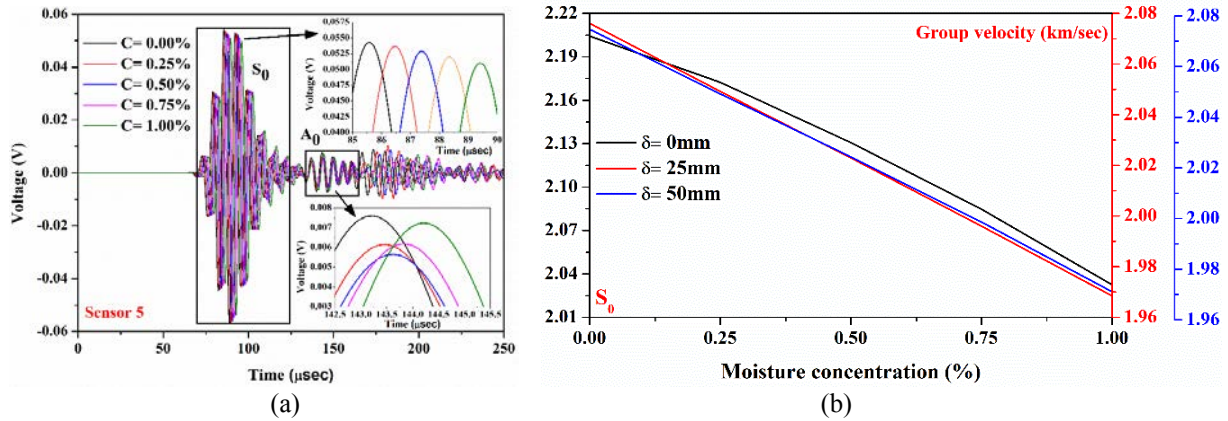 (a)
0.06
0.04
0.02
0.00
-0.02
-0.04
-0.06
Voltage (V)
C= 0.00%
C= 0.25%
C= 0.50%
C= 0.75%
C= 1.00%
S0
A0
Sensor 5
0 50 100 150 200 250
Time (μsec)
0,0575
0,0550
0,0525
0,0500
0,0475
0,0450
0,0425
0,0400
Voltage (V)
85 86 87 88 89 90
Time (μsec)
0,008
0,007
0,006
0,005
0,004
0,003
Voltage (V)
142,5 143,0 143,5 144,0 144,5 145,0 145,5
Time (μsec)
(a)
(b)
2.22
2.19
2.16
2.13
2.10
2.07
2.04
2.01
Group velocity (km/sec)
δ= 0mm
δ= 25mm
δ= 50mm
S0
0.00 0.25 0.50 0.75 1.00
Moisture concentration (%)
2.08
2.06
2.04
2.02
2.00
1.98
1.96
2.08
2.06
2.04
2.02
2.00
1.98
1.96
(b)